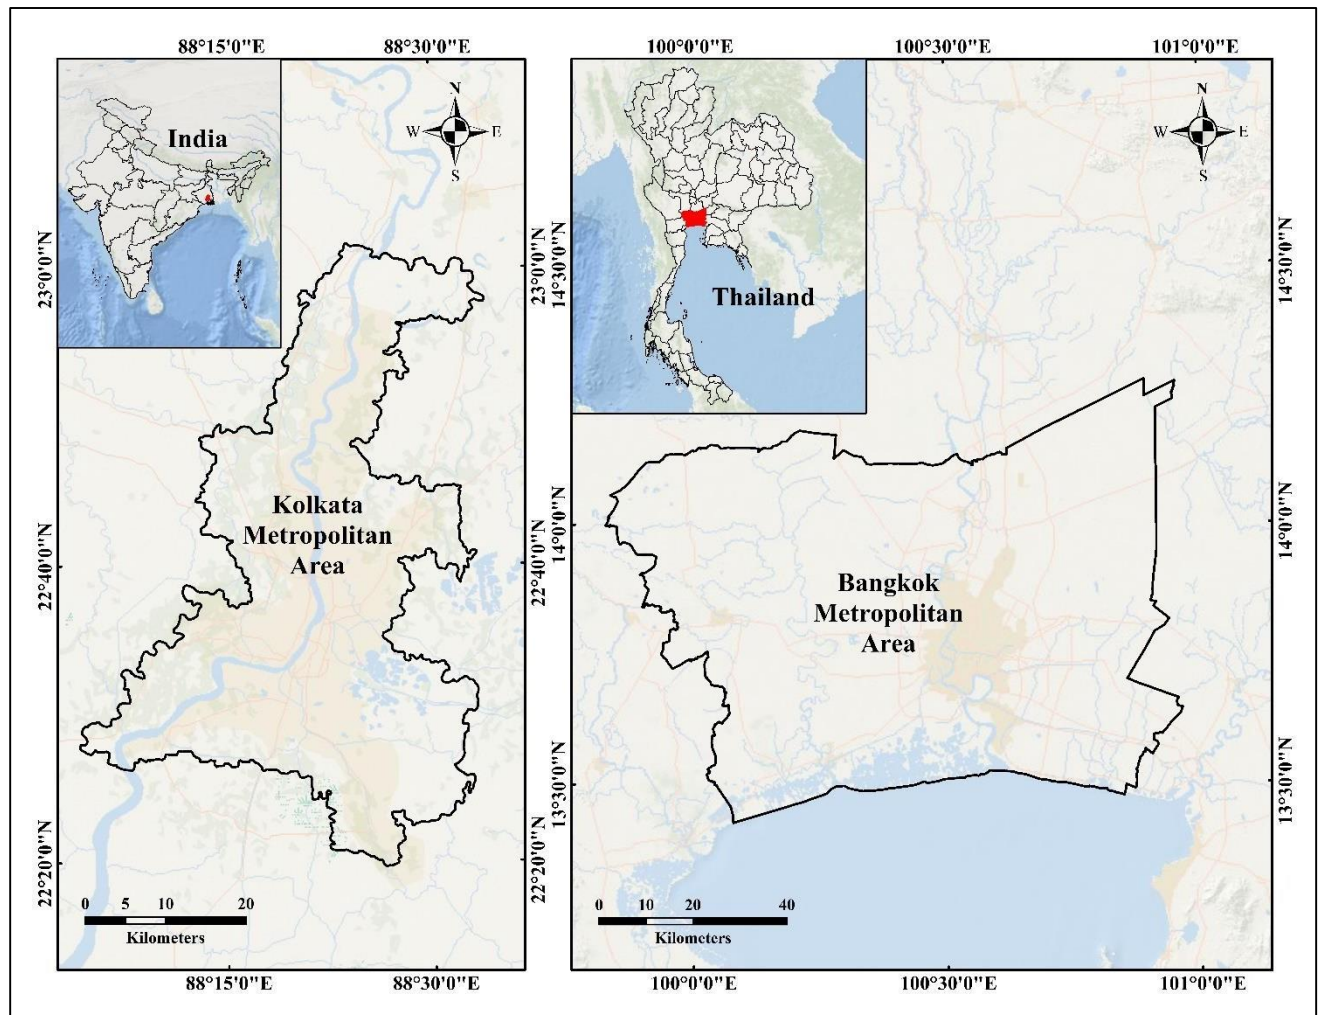 88°15'0"E
88°30'0"E
100°0'0"E
100°30'0"E
101°0'0"E
India
N
W
E
S
Thailand
N
W
E
S
23°0'0"N
23°0'0"N
14°30'0"N
14°30'0"N
Kolkata
Metropolitan
Area
22°40'0"N
22°40'0"N
14°0'0"N
14°0'0"N
Bangkok
Metropolitan
Area
22°20'0"N
22°20'0"N
13°30'0"N
13°30'0"N
0 5 10 20
Kilometers
0 10 20 40
Kilometers
88°15'0"E
88°30'0"E
100°0'0"E
100°30'0"E
101°0'0"E